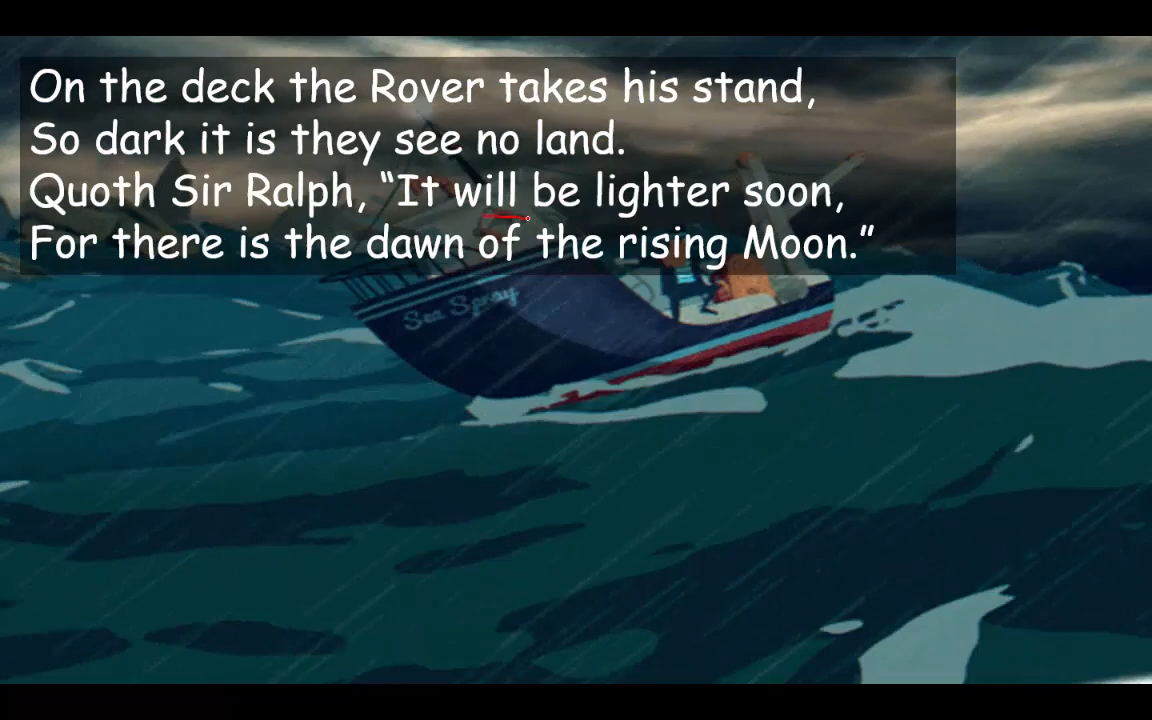 On the deck the Rover takes his stand,
So dark it is they see no land.
Quoth Sir Ralph, “It will be lighter soon,
For there is the dawn of the rising Moon.”
Sea Spray